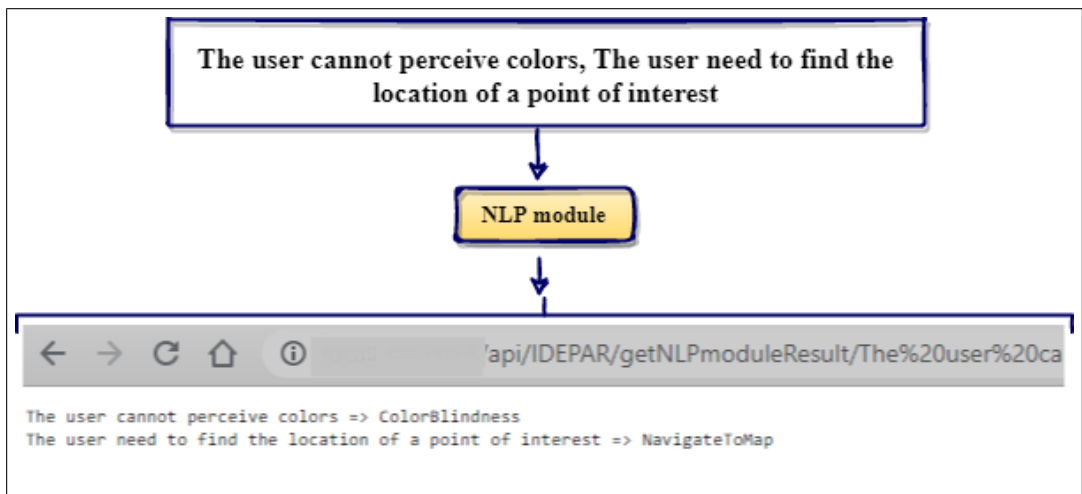 The user cannot perceive colors, The user need to find the
location of a point of interest
NLP module
/api/IDEPAR/getNLPmoduleResult/The%20user%20ca
The user cannot perceive colors => ColorBlindness
The user need to find the location of a point of interest => NavigateToMap